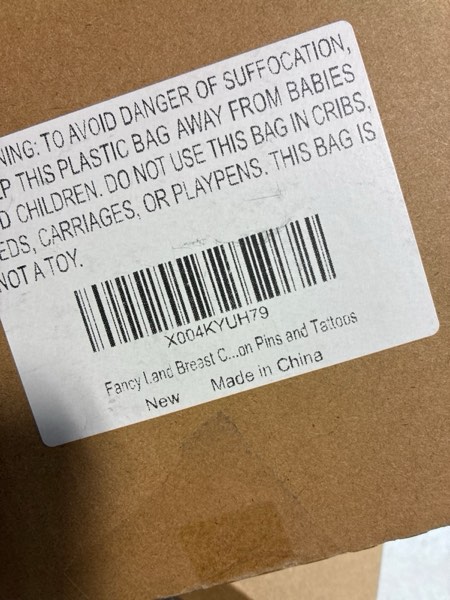 NING: TO AVOID DANGER OF SUFFOCATION,
EP THIS PLASTIC BAG AWAY FROM BABIES
D CHILDREN. DO NOT USE THIS BAG IN CRIBS,
EDS, CARRIAGES, OR PLAYPENS. THIS BAG IS
NOT A TOY.
X004KYUH79
Fancy Land Breast C...on Pins and Tattoos
New Made in China